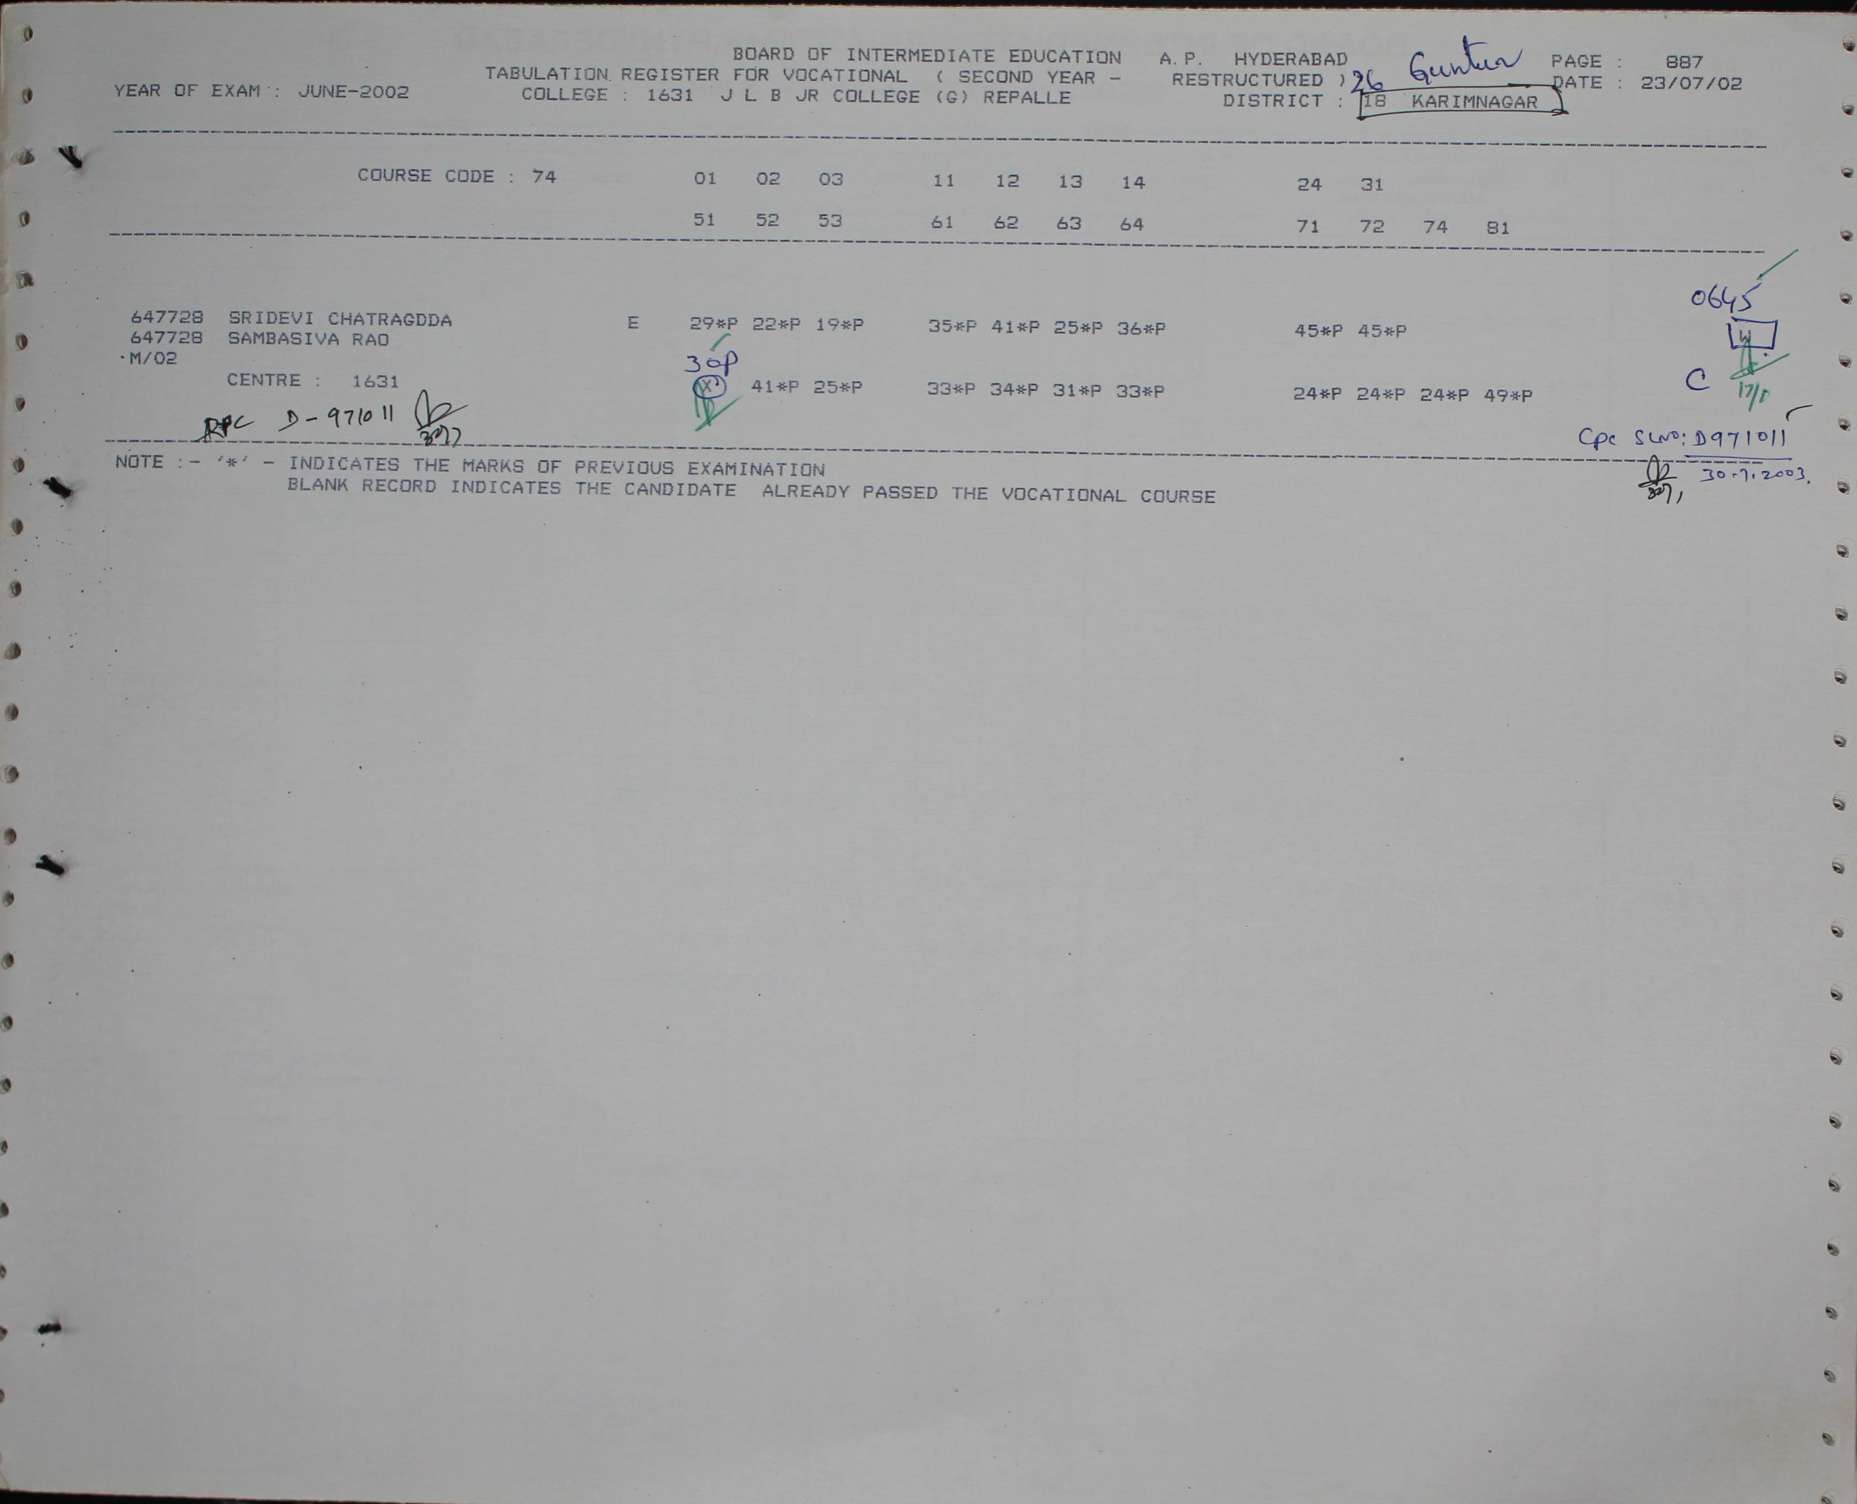 BOARD OF INTERMEDIATE EDUCATION A.P. HYDERABAD 26 Guntur PAGE : 887
TABULATION REGISTER FOR VOCATIONAL ( SECOND YEAR - RESTRUCTURED ) DATE : 23/07/02
YEAR OF EXAM : JUNE-2002 COLLEGE : 1631 J L B JR COLLEGE (G) REPALLE DISTRICT : 18 KARIMNAGAR
COURSE CODE : 74 01 02 03 11 12 13 14 24 31
51 52 53 61 62 63 64 71 72 74 81
0645
647728 SRIDEVI CHATRAGDDA E 29*P 22*P 19*P 35*P 41*P 25*P 36*P 45*P 45*P
647728 SAMBASIVA RAO W
M/02 30P
CENTRE : 1631 X 41*P 25*P 33*P 34*P 31*P 33*P 24*P 24*P 24*P 49*P C
RPC D-971011
Cpc Slno: D971011
NOTE :- '*' - INDICATES THE MARKS OF PREVIOUS EXAMINATION 30-7-2003.
BLANK RECORD INDICATES THE CANDIDATE ALREADY PASSED THE VOCATIONAL COURSE